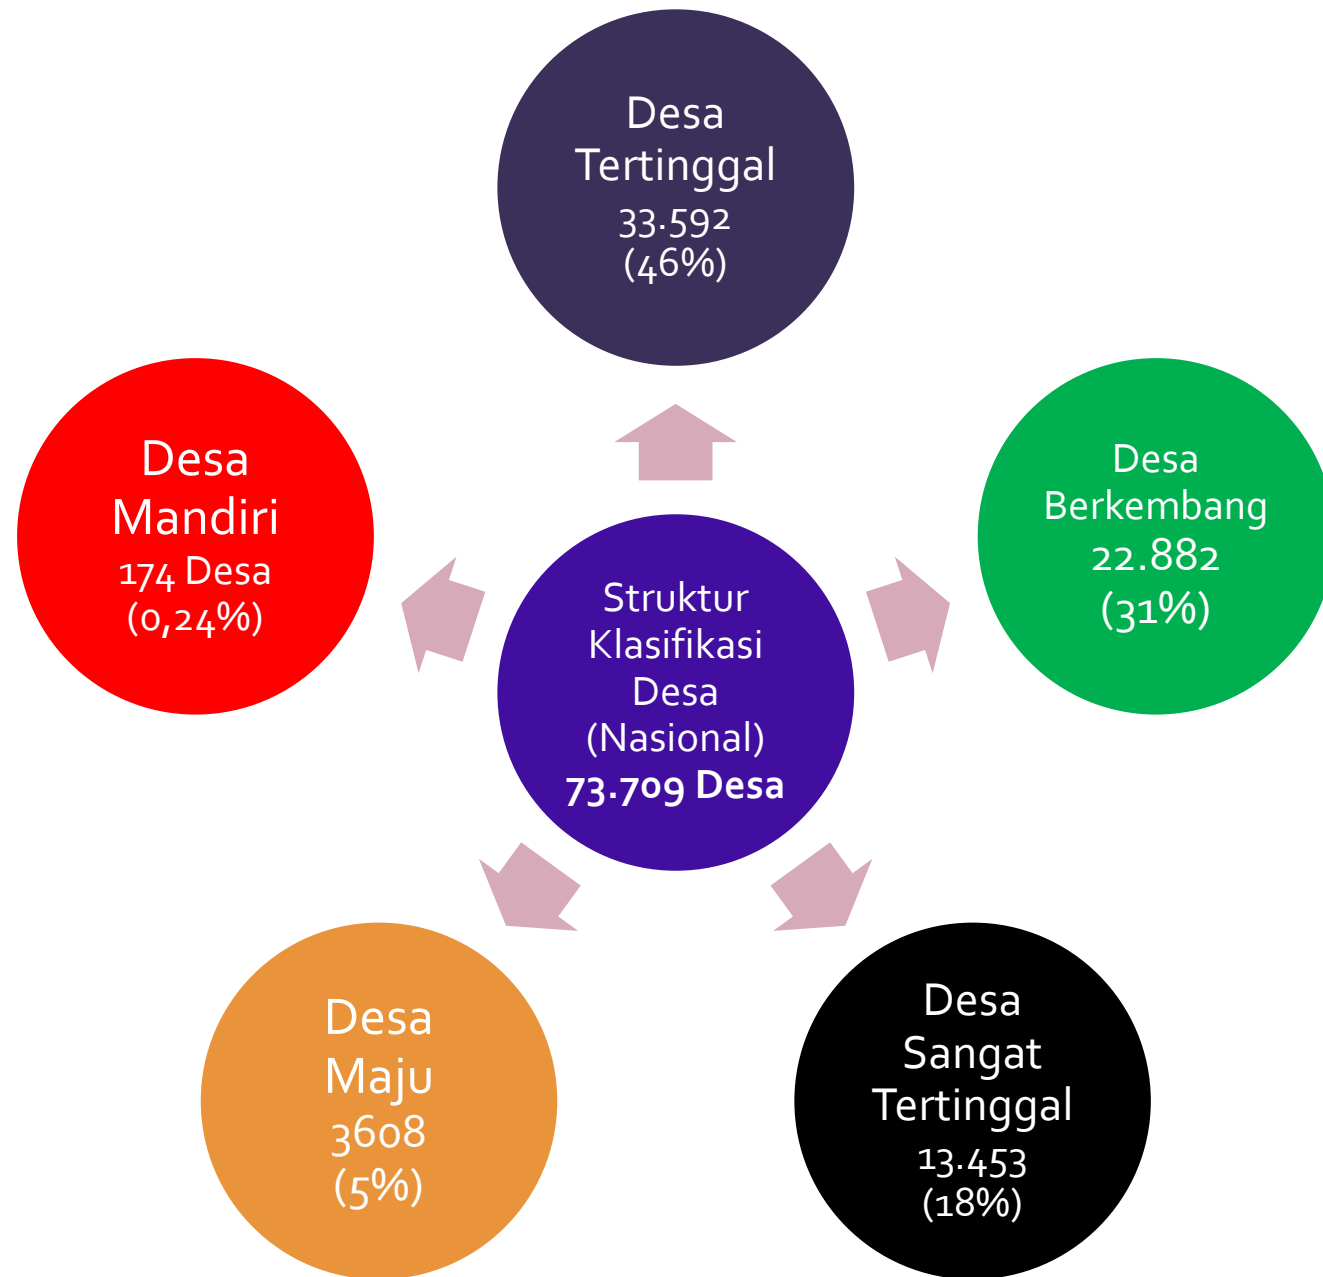 Desa
Tertinggal
33.592
(46%)
Desa
Mandiri
174 Desa
(0,24%)
Desa
Berkembang
22.882
(31%)
Struktur
Klasifikasi
Desa
(Nasional)
73.709 Desa
Desa
Maju
3608
(5%)
Desa
Sangat
Tertinggal
13.453
(18%)